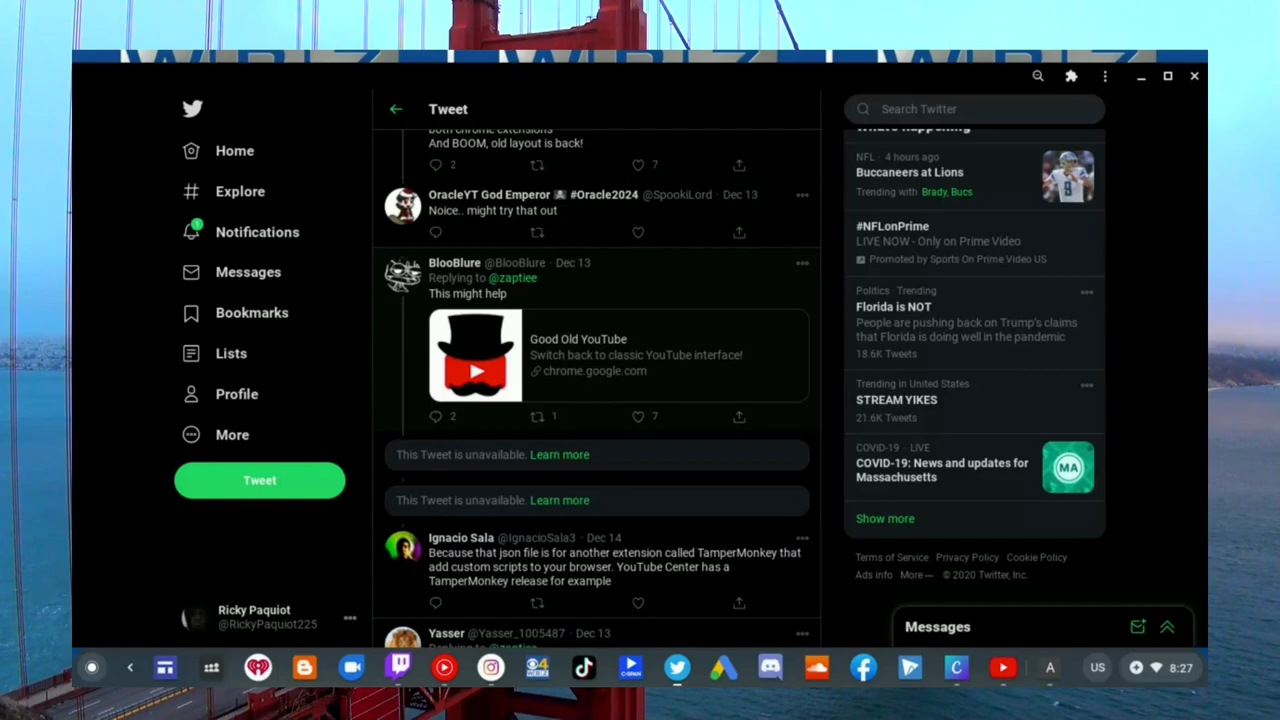 Tweet
Search Twitter
What's happening
both chrome extensions
And BOOM, old layout is back!
2
7
Home
Explore
1
Notifications
Messages
Bookmarks
Lists
Profile
More
Tweet
OracleYT God Emperor #Oracle2024 @SpookiLord · Dec 13
Noice.. might try that out
BlooBlure @BlooBlure · Dec 13
Replying to @zaptiee
This might help
Good Old YouTube
Switch back to classic YouTube interface!
chrome.google.com
2
1
7
This Tweet is unavailable. Learn more
This Tweet is unavailable. Learn more
Ignacio Sala @IgnacioSala3 · Dec 14
Because that json file is for another extension called TamperMonkey that
add custom scripts to your browser. YouTube Center has a
TamperMonkey release for example
Yasser @Yasser_1005487 · Dec 13
Replying to @zaptiee
NFL · 4 hours ago
Buccaneers at Lions
Trending with Brady, Bucs
#NFLonPrime
LIVE NOW - Only on Prime Video
Promoted by Sports On Prime Video US
Politics · Trending
Florida is NOT
People are pushing back on Trump's claims
that Florida is doing well in the pandemic
18.6K Tweets
Trending in United States
STREAM YIKES
21.6K Tweets
COVID-19 · LIVE
COVID-19: News and updates for
Massachusetts
MA
Show more
Terms of Service Privacy Policy Cookie Policy
Ads info More··· © 2020 Twitter, Inc.
Messages
Ricky Paquiot
@RickyPaquiot225
C-SPAN
C
A
US
8:27